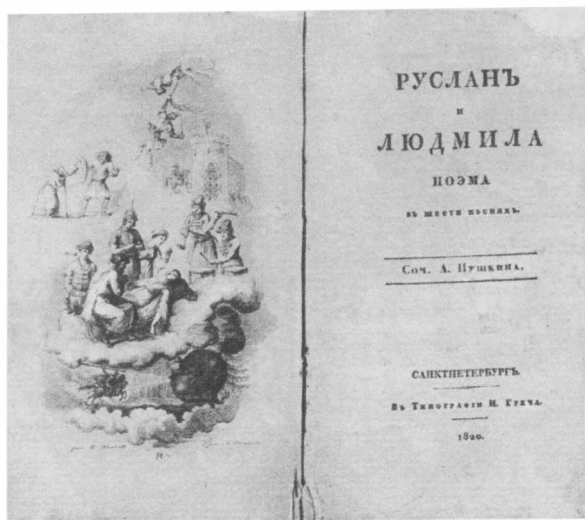 РУСЛАНЪ
и
ЛЮДМИЛА
ПОЭМА
въ шести пѣсняхъ.
Соч. А. Пушкина.
САНКТПЕТЕРБУРГЪ.
Въ Типографіи Н. Греча.
1820.